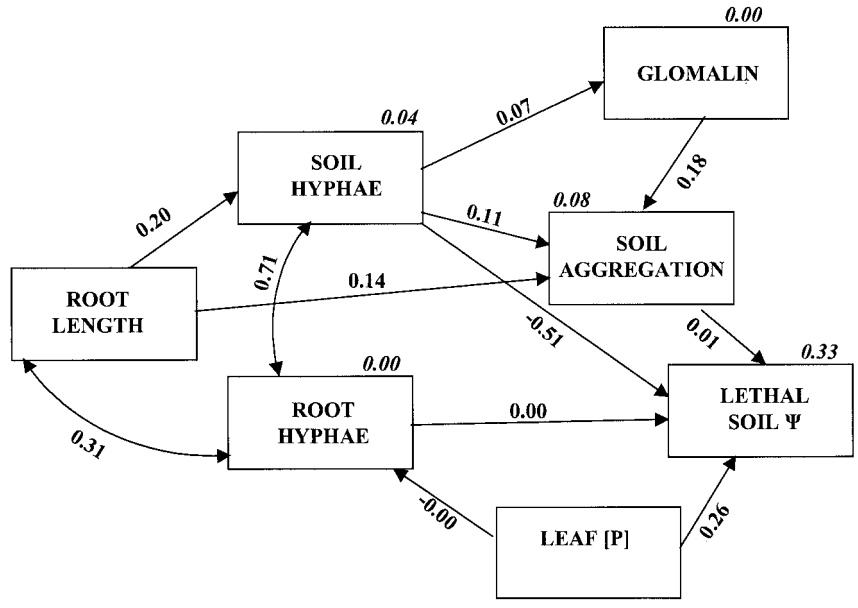 0.00
GLOMALIN
0.07
0.04
SOIL
HYPHAE
0.18
0.08
0.11
SOIL
AGGREGATION
0.20
0.71
0.14
ROOT
LENGTH
-0.51
0.01
0.33
0.00
LETHAL
SOIL Ψ
ROOT
HYPHAE
0.00
0.31
-0.00
0.26
LEAF [P]